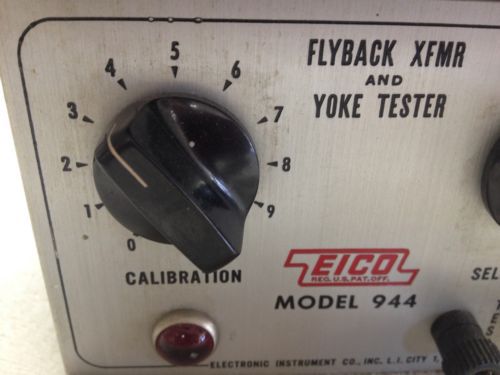 FLYBACK XFMR
AND
YOKE TESTER
0
1
2
3
4
5
6
7
8
9
CALIBRATION
EICO
REG. U.S. PAT. OFF.
MODEL 944
SEL
TES
ELECTRONIC INSTRUMENT CO., INC. L.I. CITY 1,